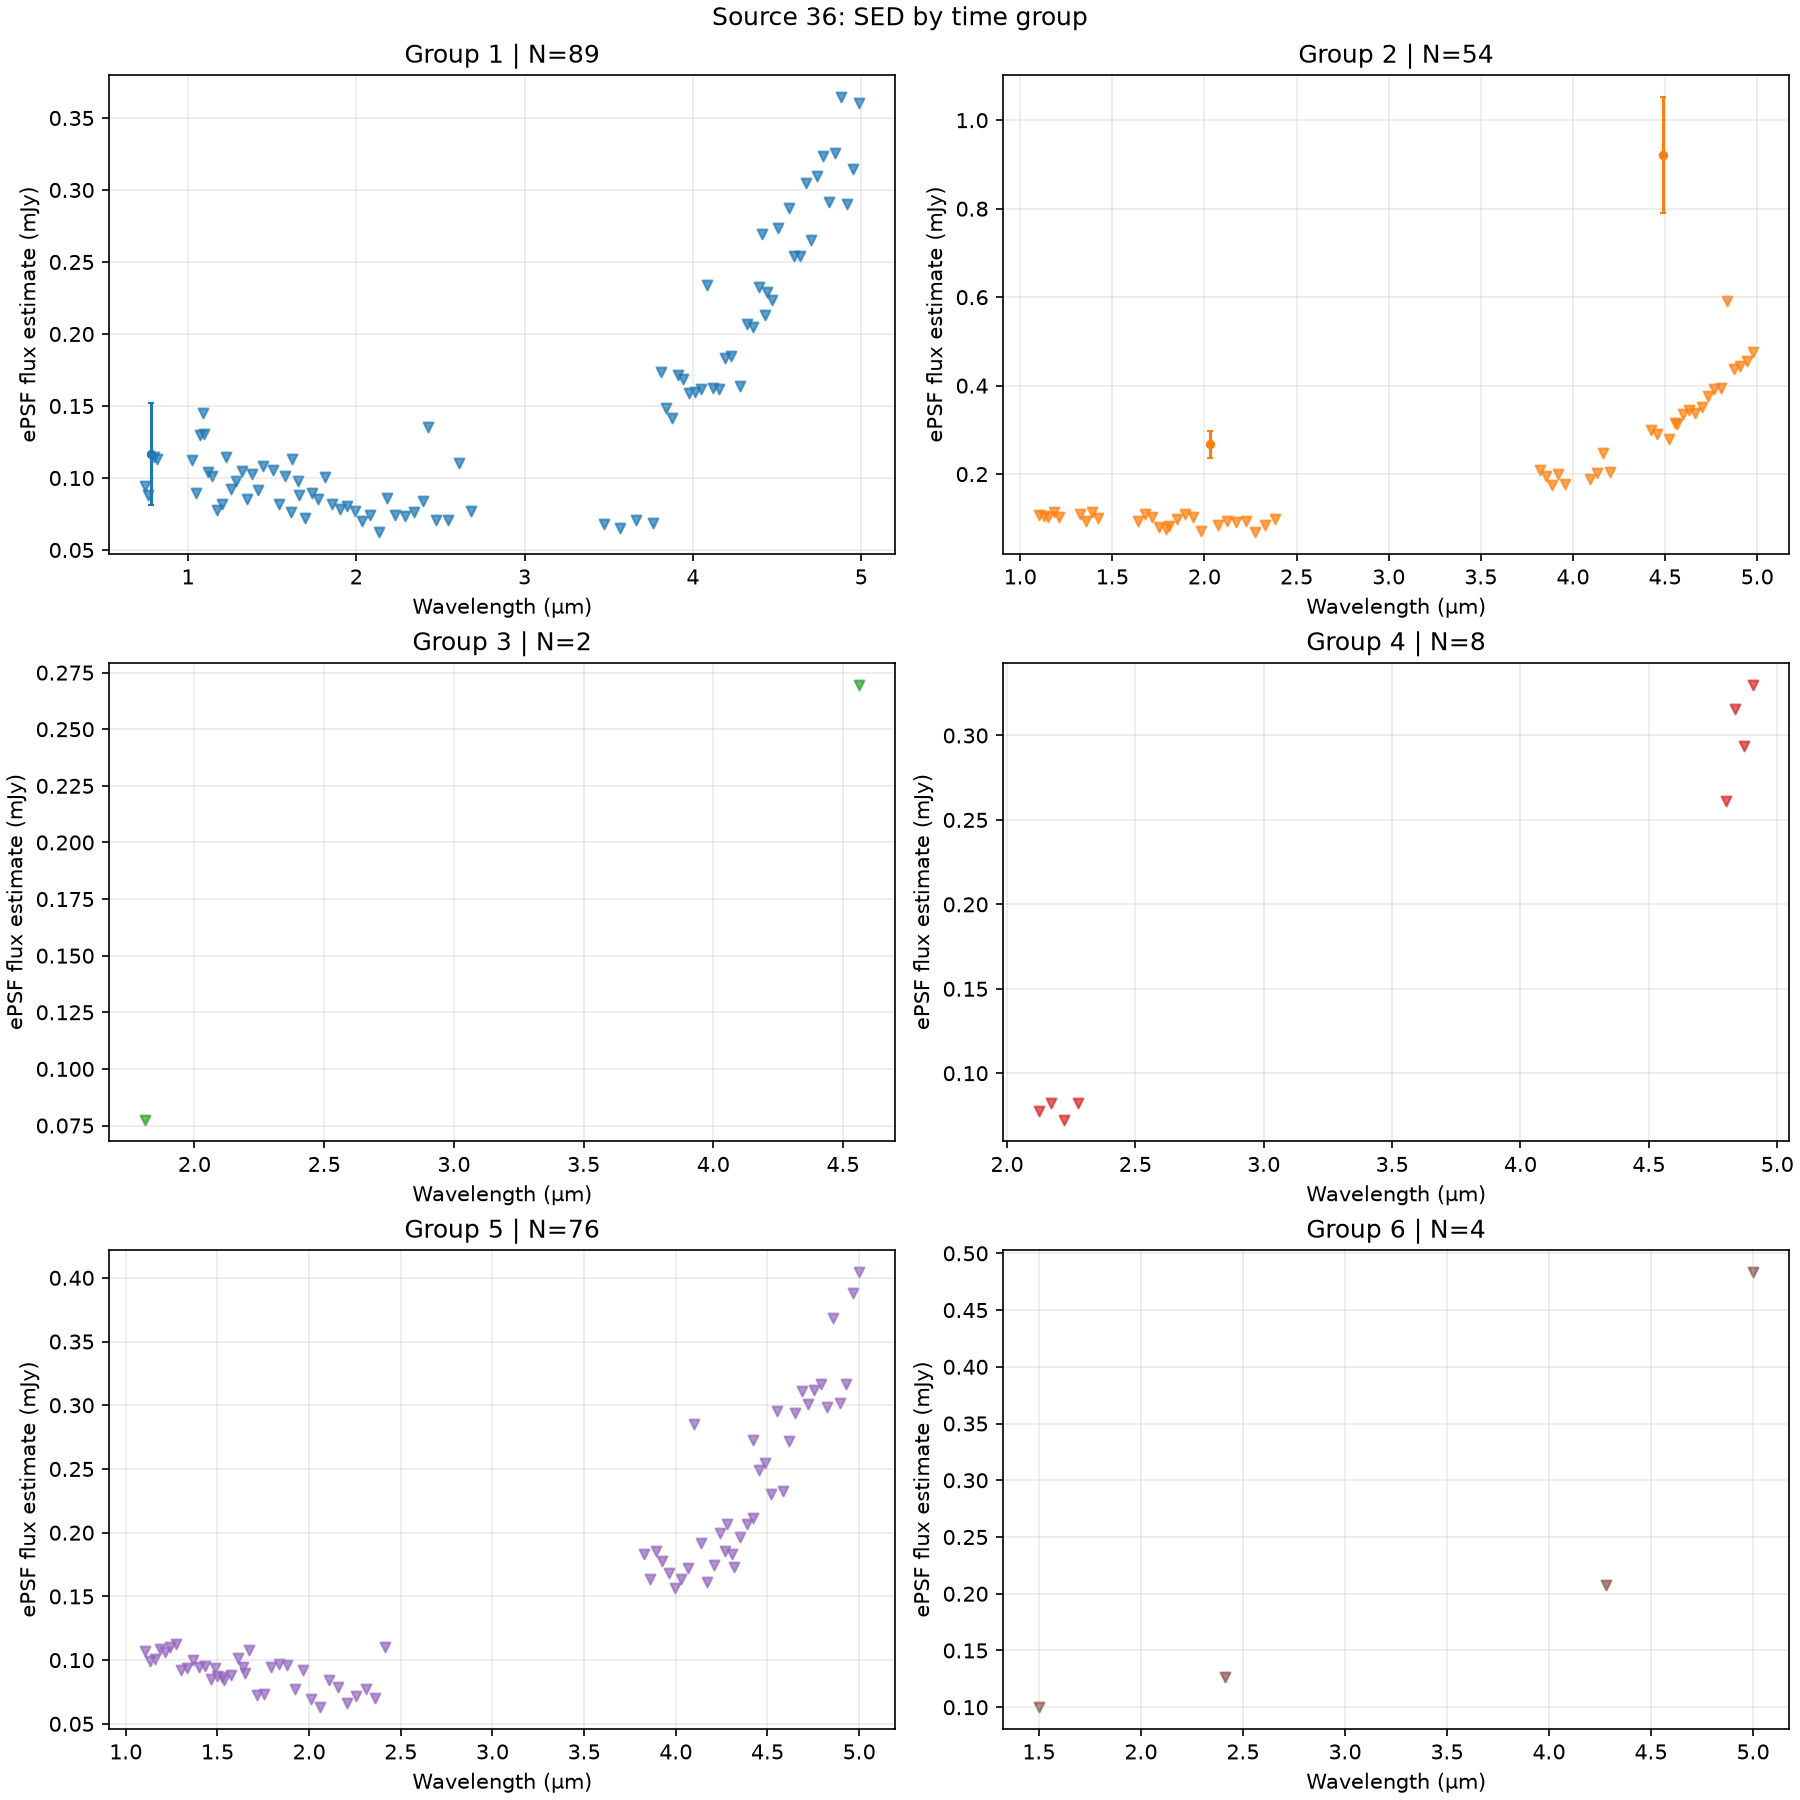 Source 36: SED by time group
Group 1 | N=89
ePSF flux estimate (mJy)
0.35
0.30
0.25
0.20
0.15
0.10
0.05
1 2 3 4 5
Wavelength (μm)
Group 2 | N=54
ePSF flux estimate (mJy)
1.0
0.8
0.6
0.4
0.2
1.0 1.5 2.0 2.5 3.0 3.5 4.0 4.5 5.0
Wavelength (μm)
Group 3 | N=2
ePSF flux estimate (mJy)
0.275
0.250
0.225
0.200
0.175
0.150
0.125
0.100
0.075
2.0 2.5 3.0 3.5 4.0 4.5
Wavelength (μm)
Group 4 | N=8
ePSF flux estimate (mJy)
0.30
0.25
0.20
0.15
0.10
2.0 2.5 3.0 3.5 4.0 4.5 5.0
Wavelength (μm)
Group 5 | N=76
ePSF flux estimate (mJy)
0.40
0.35
0.30
0.25
0.20
0.15
0.10
0.05
1.0 1.5 2.0 2.5 3.0 3.5 4.0 4.5 5.0
Wavelength (μm)
Group 6 | N=4
ePSF flux estimate (mJy)
0.50
0.45
0.40
0.35
0.30
0.25
0.20
0.15
0.10
1.5 2.0 2.5 3.0 3.5 4.0 4.5 5.0
Wavelength (μm)